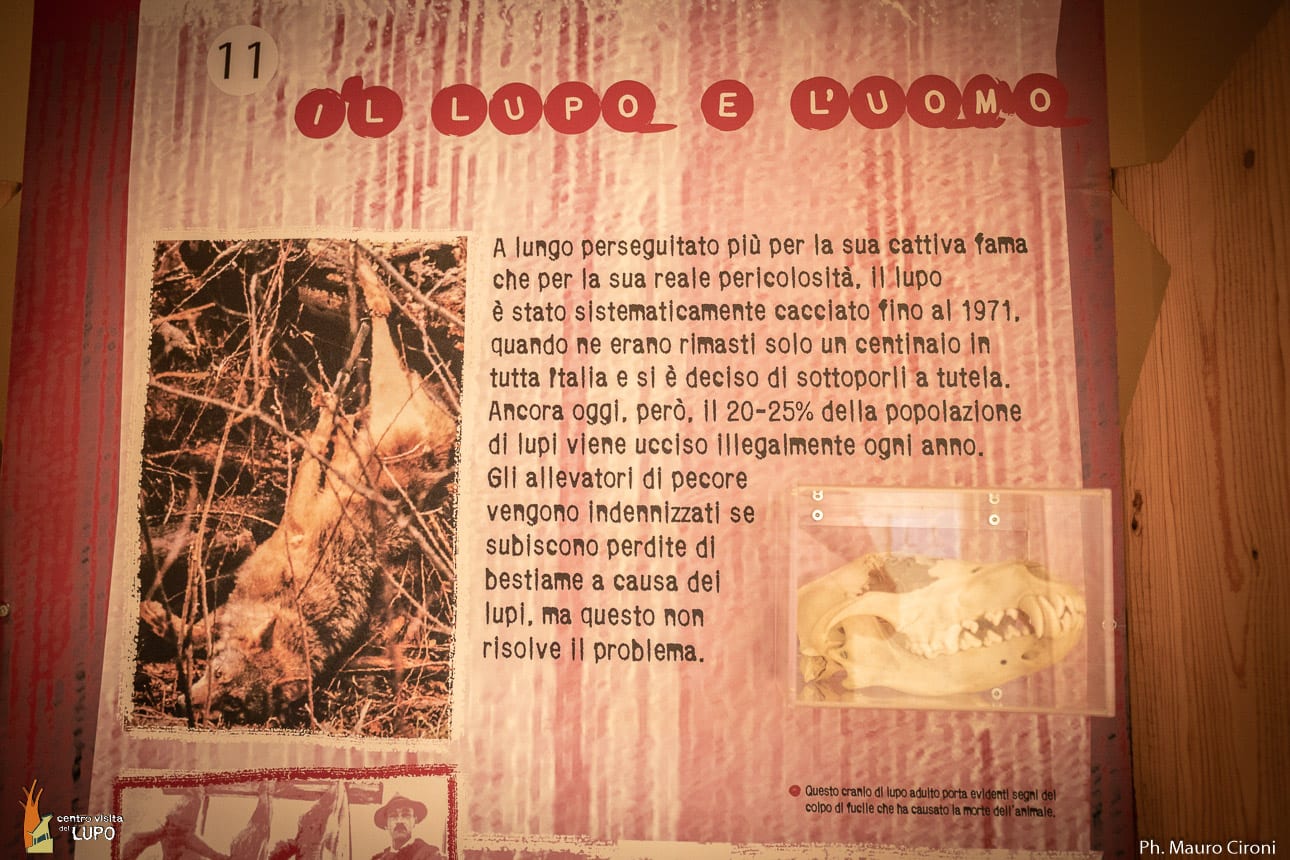 11
IL LUPO E L'UOMO
A lungo perseguitato più per la sua cattiva fama
che per la sua reale pericolosità, il lupo
è stato sistematicamente cacciato fino al 1971,
quando ne erano rimasti solo un centinaio in
tutta Italia e si è deciso di sottoporli a tutela.
Ancora oggi, però, il 20-25% della popolazione
di lupi viene ucciso illegalmente ogni anno.
Gli allevatori di pecore
vengono indennizzati se
subiscono perdite di
bestiame a causa dei
lupi, ma questo non
risolve il problema.
Questo cranio di lupo adulto porta evidenti segni del
colpo di fucile che ha causato la morte dell'animale.
centro visita
del LUPO
Ph. Mauro Cironi